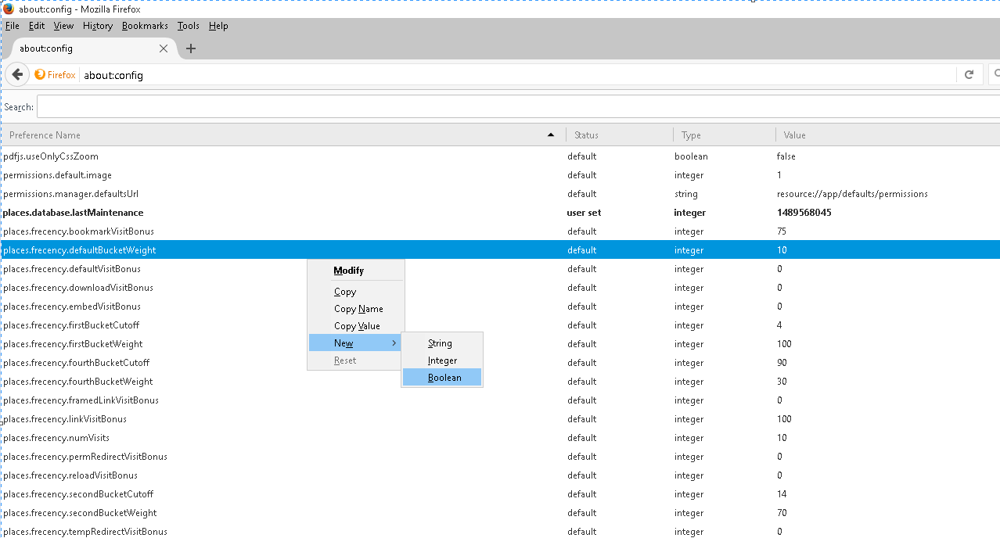 about:config - Mozilla Firefox
File Edit View History Bookmarks Tools Help
about:config
Firefox about:config
Search:
Preference Name Status Type Value
pdfjs.useOnlyCssZoom default boolean false
permissions.default.image default integer 1
permissions.manager.defaultsUrl default string resource://app/defaults/permissions
places.database.lastMaintenance user set integer 1489568045
places.frecency.bookmarkVisitBonus default integer 75
places.frecency.defaultBucketWeight default integer 10
places.frecency.defaultVisitBonus default integer 0
places.frecency.downloadVisitBonus default integer 0
places.frecency.embedVisitBonus default integer 0
places.frecency.firstBucketCutoff default integer 4
places.frecency.firstBucketWeight default integer 100
places.frecency.fourthBucketCutoff default integer 90
places.frecency.fourthBucketWeight default integer 30
places.frecency.framedLinkVisitBonus default integer 0
places.frecency.linkVisitBonus default integer 100
places.frecency.numVisits default integer 10
places.frecency.permRedirectVisitBonus default integer 0
places.frecency.reloadVisitBonus default integer 0
places.frecency.secondBucketCutoff default integer 14
places.frecency.secondBucketWeight default integer 70
places.frecency.tempRedirectVisitBonus default integer 0
Modify
Copy
Copy Name
Copy Value
New
Reset
String
Integer
Boolean